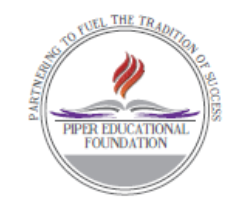 PARTNERING TO FUEL THE TRADITION OF SUCCESS
PIPER EDUCATIONAL
FOUNDATION